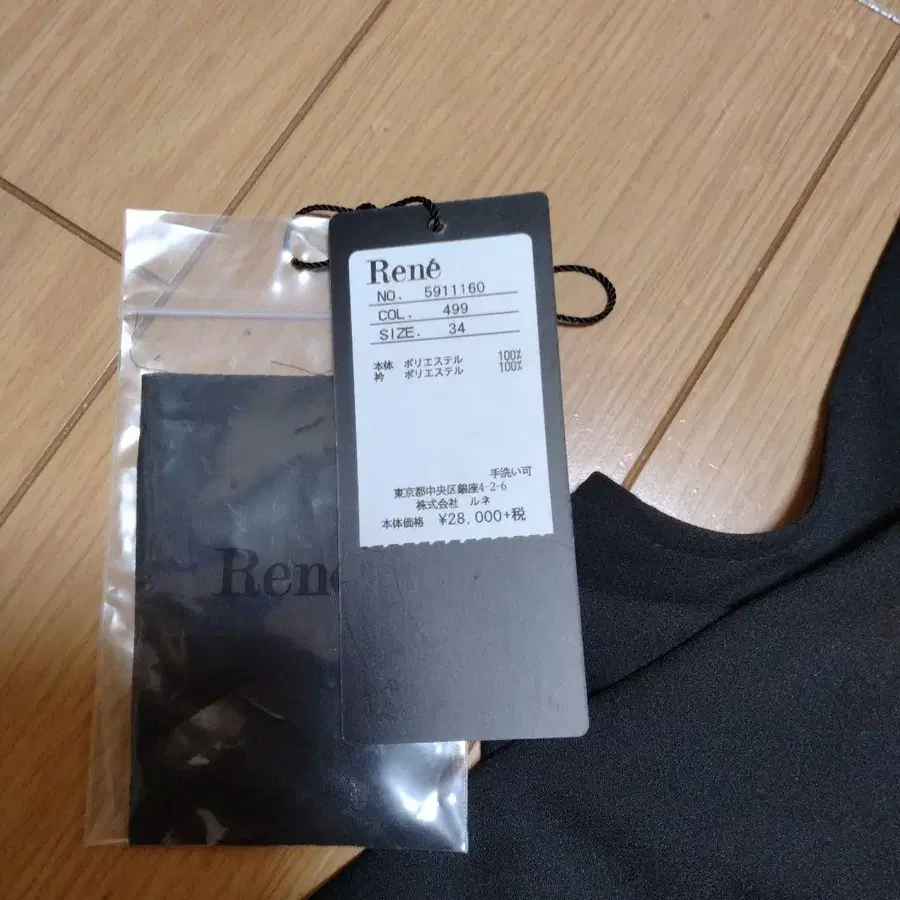 René
NO. 5911160
COL. 499
SIZE. 34
本体 ポリエステル 100%
衿 ポリエステル 100%
手洗い可
東京都中央区銀座4-2-6
株式会社 ルネ
本体価格 ¥28,000+税
René